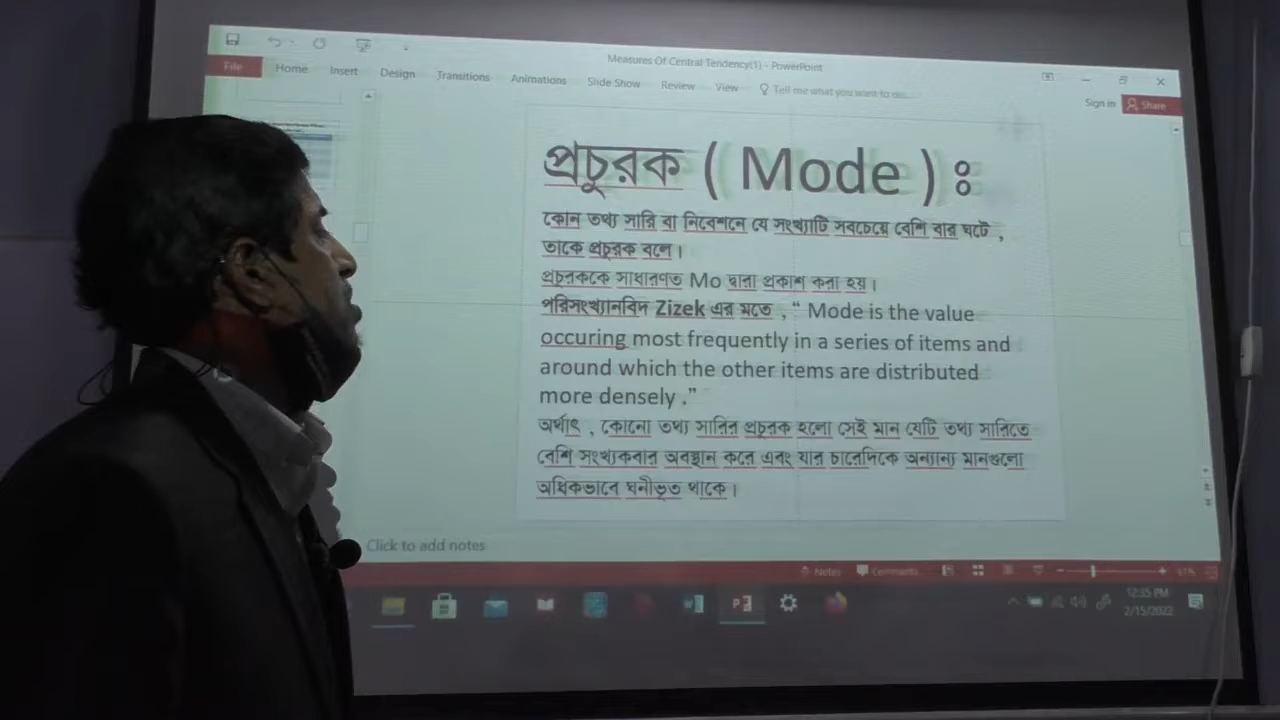 Measures Of Central Tendency(1) - PowerPoint
File Home Insert Design Transitions Animations Slide Show Review View Tell me what you want to do...
Sign in Share
প্রচুরক ( Mode ) ঃ
কোন তথ্য সারি বা নিবেশনে যে সংখ্যাটি সবচেয়ে বেশি বার ঘটে ,
তাকে প্রচুরক বলে ।
প্রচুরককে সাধারণত Mo দ্বারা প্রকাশ করা হয় ।
পরিসংখ্যানবিদ Zizek এর মতে , “ Mode is the value
occuring most frequently in a series of items and
around which the other items are distributed
more densely .”
অর্থাৎ , কোনো তথ্য সারির প্রচুরক হলো সেই মান যেটি তথ্য সারিতে
বেশি সংখ্যকবার অবস্থান করে এবং যার চারেদিকে অন্যান্য মানগুলো
অধিকভাবে ঘনীভূত থাকে ।
Click to add notes
Notes Comments
12:35 PM
2/15/2022